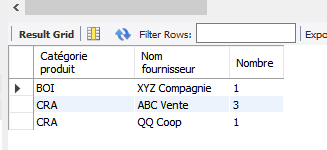 Result Grid Filter Rows: Expo
Catégorie produit Nom fournisseur Nombre
BOI XYZ Compagnie 1
CRA ABC Vente 3
CRA QQ Coop 1